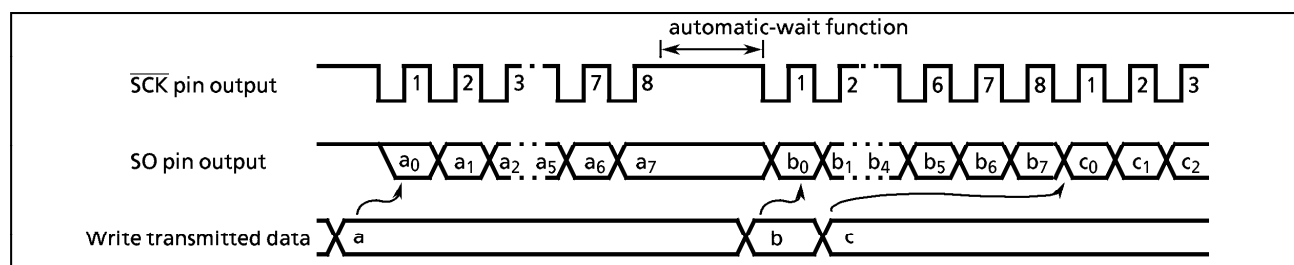 automatic-wait function
SCK pin output 1 2 3 7 8 1 2 6 7 8 1 2 3
SO pin output a0 a1 a2 a5 a6 a7 b0 b1 b4 b5 b6 b7 c0 c1 c2
Write transmitted data a b c